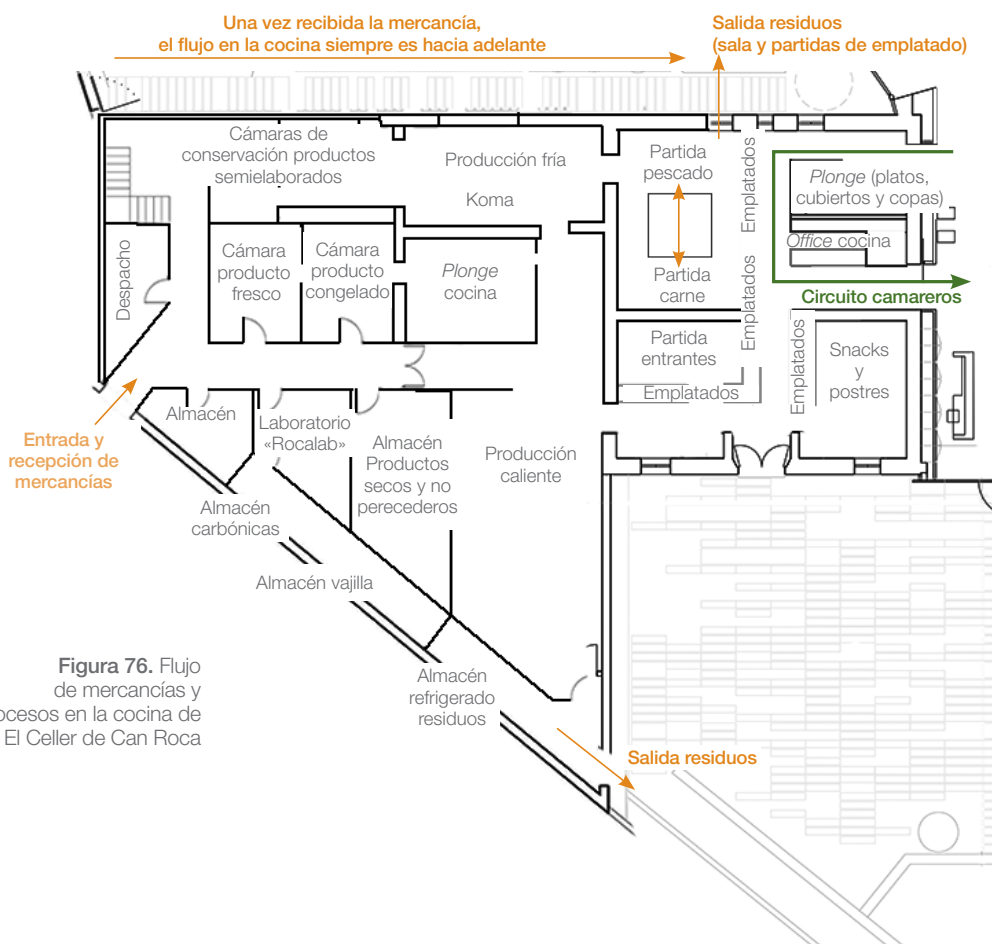 Una vez recibida la mercancía,
el flujo en la cocina siempre es hacia adelante
Salida residuos
(sala y partidas de emplatado)
Cámaras de
conservación productos
semielaborados
Producción fría
Koma
Partida
pescado
Emplatados
Plonge (platos,
cubiertos y copas)
Office cocina
Circuito camareros
Despacho
Cámara
producto
fresco
Cámara
producto
congelado
Plonge
cocina
Partida
carne
Emplatados
Partida
entrantes
Emplatados
Emplatados
Snacks
y
postres
Entrada y
recepción de
mercancías
Almacén
Laboratorio
«Rocalab»
Almacén
Productos
secos y no
perecederos
Producción
caliente
Almacén
carbónicas
Almacén vajilla
Almacén
refrigerado
residuos
Salida residuos
Figura 76. Flujo
de mercancías y
ocesos en la cocina de
El Celler de Can Roca